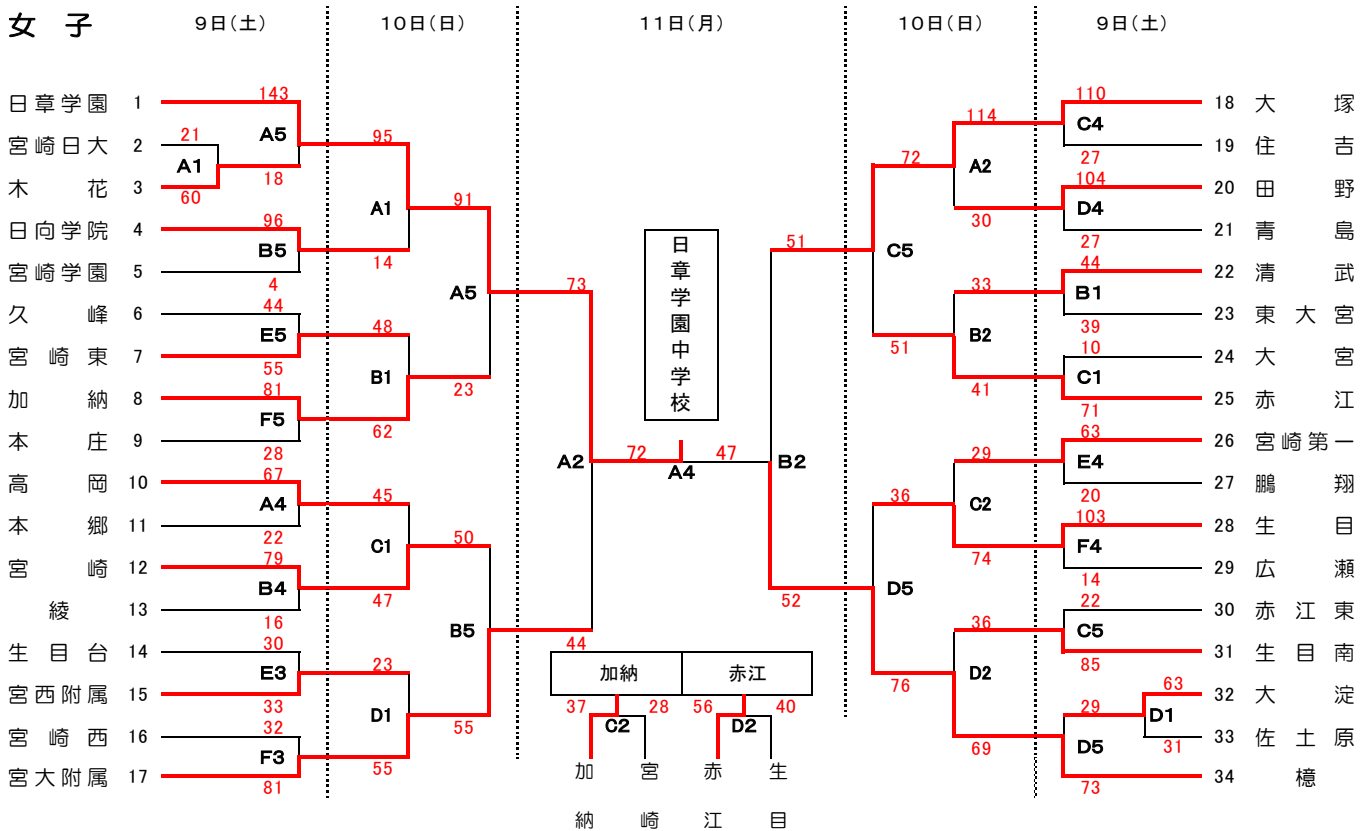 女 子
9日(土) 10日(日) 11日(月) 10日(日) 9日(土)
日章学園 1 143 A5
宮崎日大 2 21 A1
木花 3 60 18
95 A1
日向学院 4 96 B5
宮崎学園 5 4
14 91 A5
久峰 6 44 E5
宮崎東 7 55
48 B1
加納 8 81 F5
本庄 9 28
62 23 73 A2
高岡 10 67 A4
本郷 11 22
45 C1
宮崎 12 79 B4
綾 13 16
47 50 B5
生目台 14 30 E3
宮西附属 15 33
23 D1
宮崎西 16 32 F3
宮大附属 17 81
55 55 44
日章学園中学校
72 A4 47
加納 赤江
37 C2 28 56 D2 40
加納 宮崎 赤江 生目
110 C4 18 大塚
27 19 住吉
114 A2
104 D4 20 田野
27 21 青島
30 72 C5
44 B1 22 清武
39 23 東大宮
33 B2
10 C1 24 大宮
71 25 赤江
41 51 51 B2
63 E4 26 宮崎第一
20 27 鵬翔
29 C2
103 F4 28 生目
14 29 広瀬
74 36 D5
22 C5 30 赤江東
85 31 生目南
36 D2
63 D1 32 大淀
31 33 佐土原
29 D5
73 34 檍
69 76 52